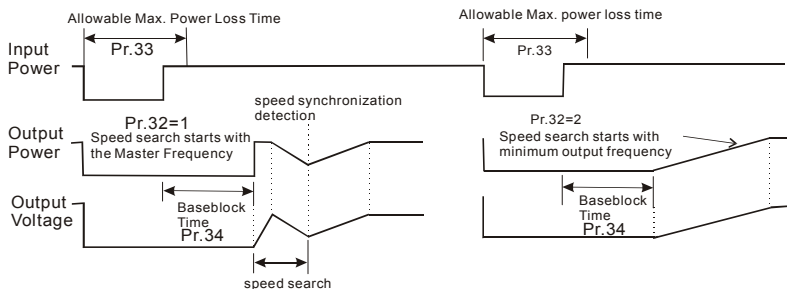 Allowable Max. Power Loss Time
Pr.33
Input
Power
speed synchronization
detection
Pr.32=1
Output
Power
Speed search starts with
the Master Frequency
Output
Voltage
Baseblock
Time
Pr.34
speed search
Allowable Max. power loss time
Pr.33
Pr.32=2
Speed search starts with
minimum output frequency
Baseblock
Time
Pr.34